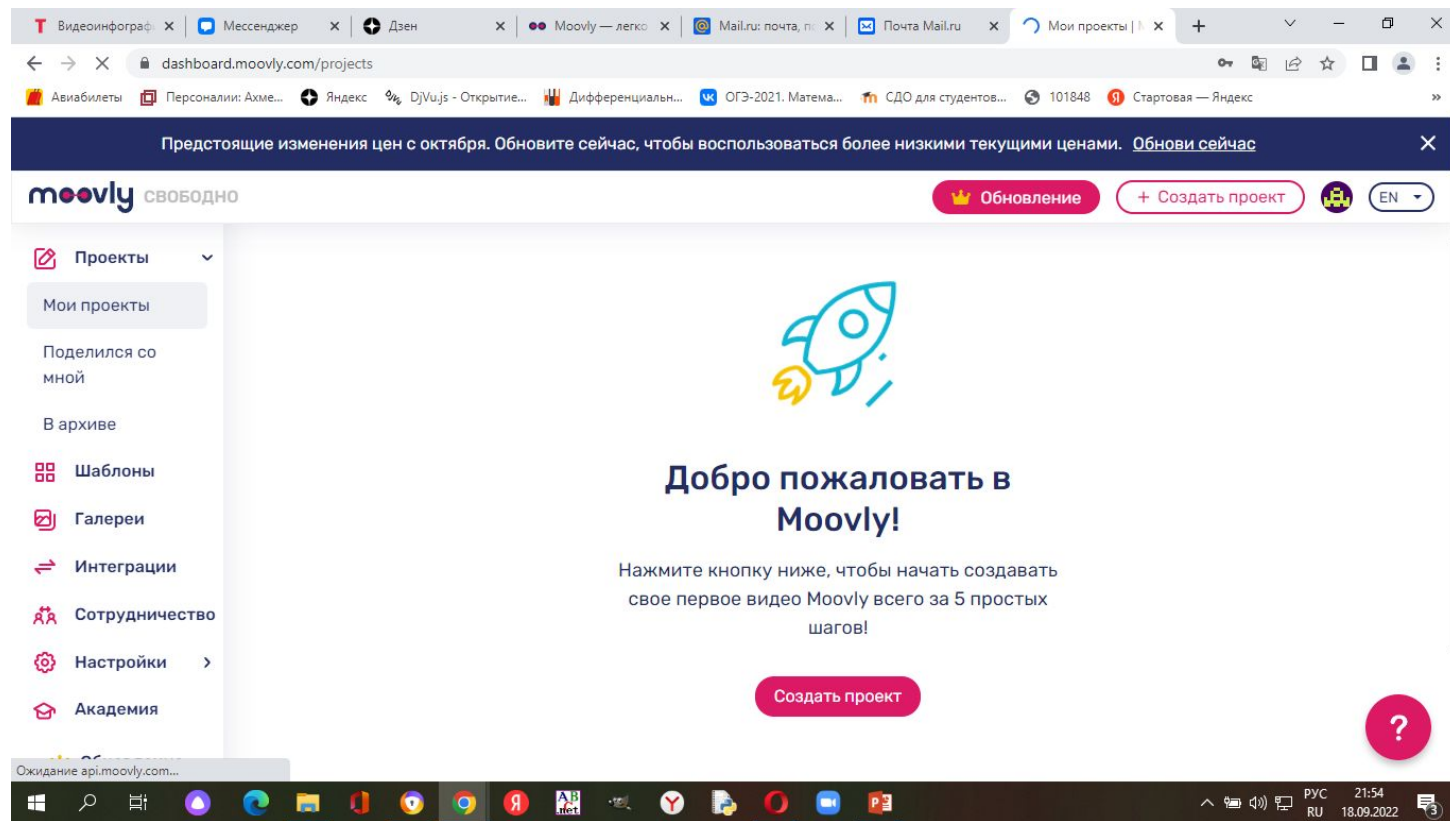 Видеоинфограф
Мессенджер
Дзен
Moovly — легко
Mail.ru: почта, по
Почта Mail.ru
Мои проекты |
dashboard.moovly.com/projects
Авиабилеты
Персоналии: Ахме...
Яндекс
DjVu.js - Открытие...
Дифференциальн...
ОГЭ-2021. Матема...
СДО для студентов...
101848
Стартовая — Яндекс
Предстоящие изменения цен с октября. Обновите сейчас, чтобы воспользоваться более низкими текущими ценами. Обнови сейчас
moovly СВОБОДНО
Обновление
+ Создать проект
EN
Проекты
Мои проекты
Поделился со
мной
В архиве
Шаблоны
Галереи
Интеграции
Сотрудничество
Настройки
Академия
Добро пожаловать в
Moovly!
Нажмите кнопку ниже, чтобы начать создавать
свое первое видео Moovly всего за 5 простых
шагов!
Создать проект
?
Ожидание api.moovly.com...
РУС
RU
21:54
18.09.2022
3